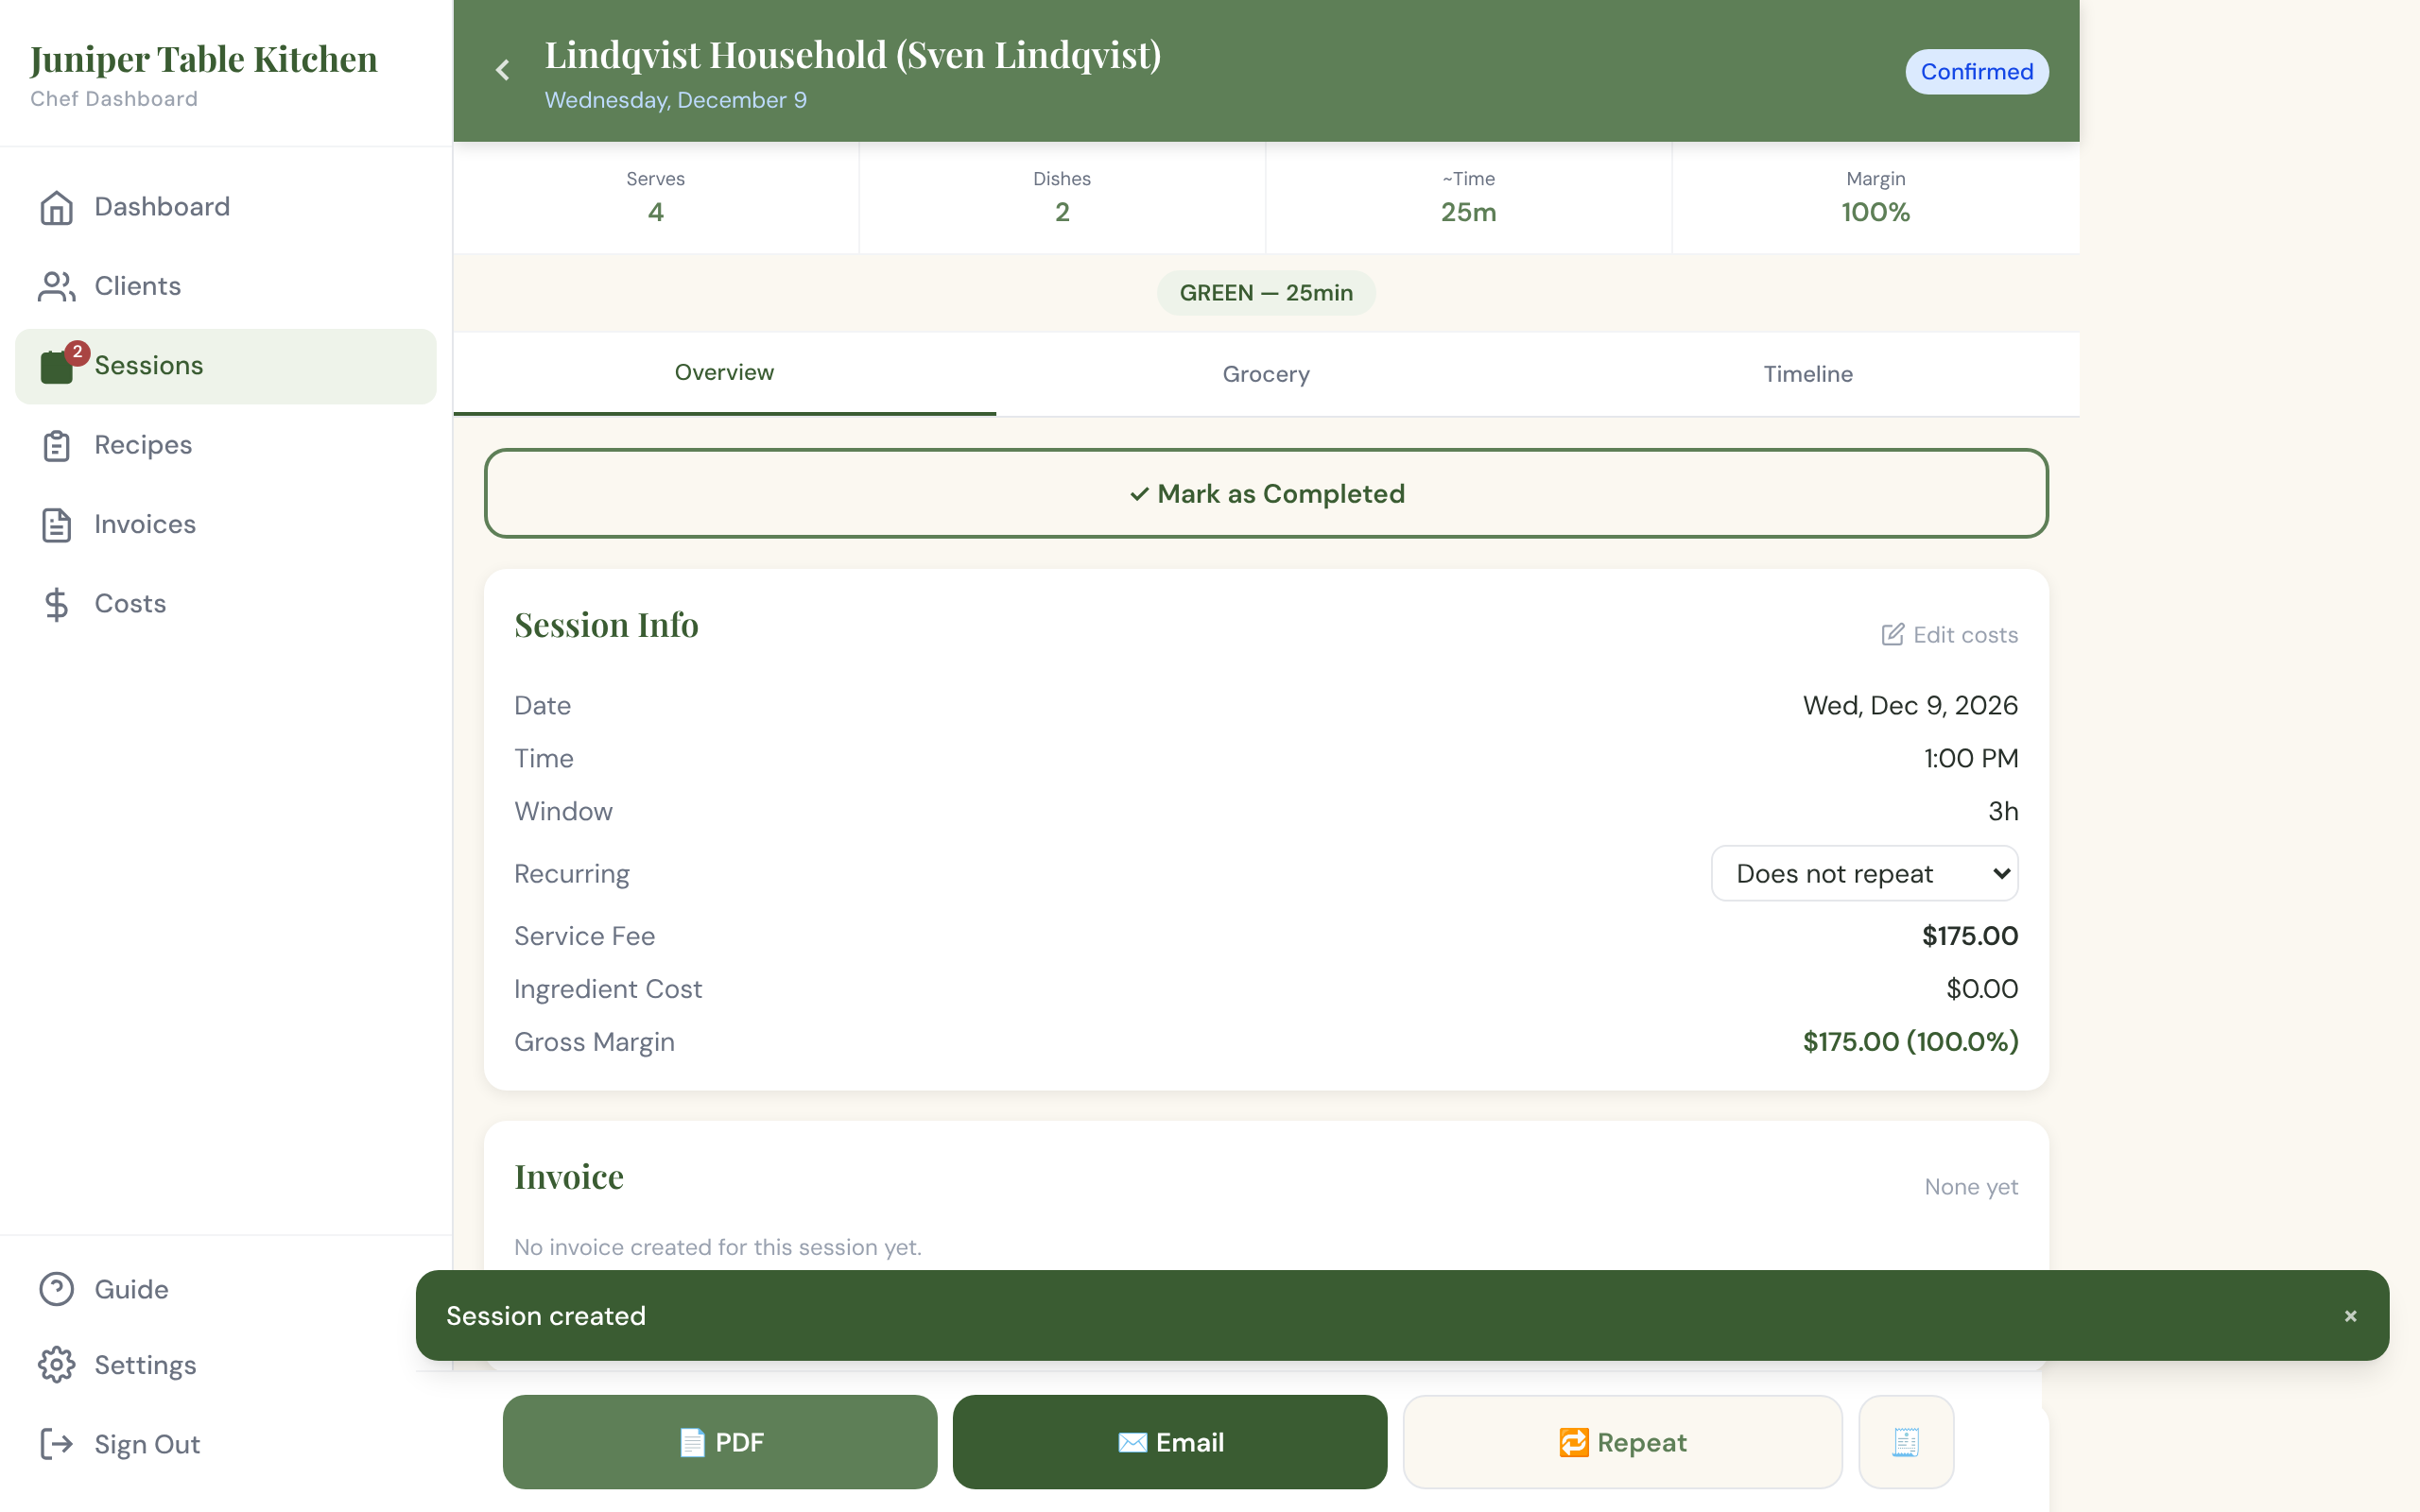 Juniper Table Kitchen
Chef Dashboard
Dashboard
Clients
2
Sessions
Recipes
Invoices
Costs
Guide
Settings
Sign Out
Lindqvist Household (Sven Lindqvist)
Wednesday, December 9
Confirmed
Serves
4
Dishes
2
~Time
25m
Margin
100%
GREEN — 25min
Overview
Grocery
Timeline
✓ Mark as Completed
Session Info
Edit costs
Date
Wed, Dec 9, 2026
Time
1:00 PM
Window
3h
Recurring
Does not repeat
Service Fee
$175.00
Ingredient Cost
$0.00
Gross Margin
$175.00 (100.0%)
Invoice
None yet
No invoice created for this session yet.
Session created
×
PDF
Email
Repeat